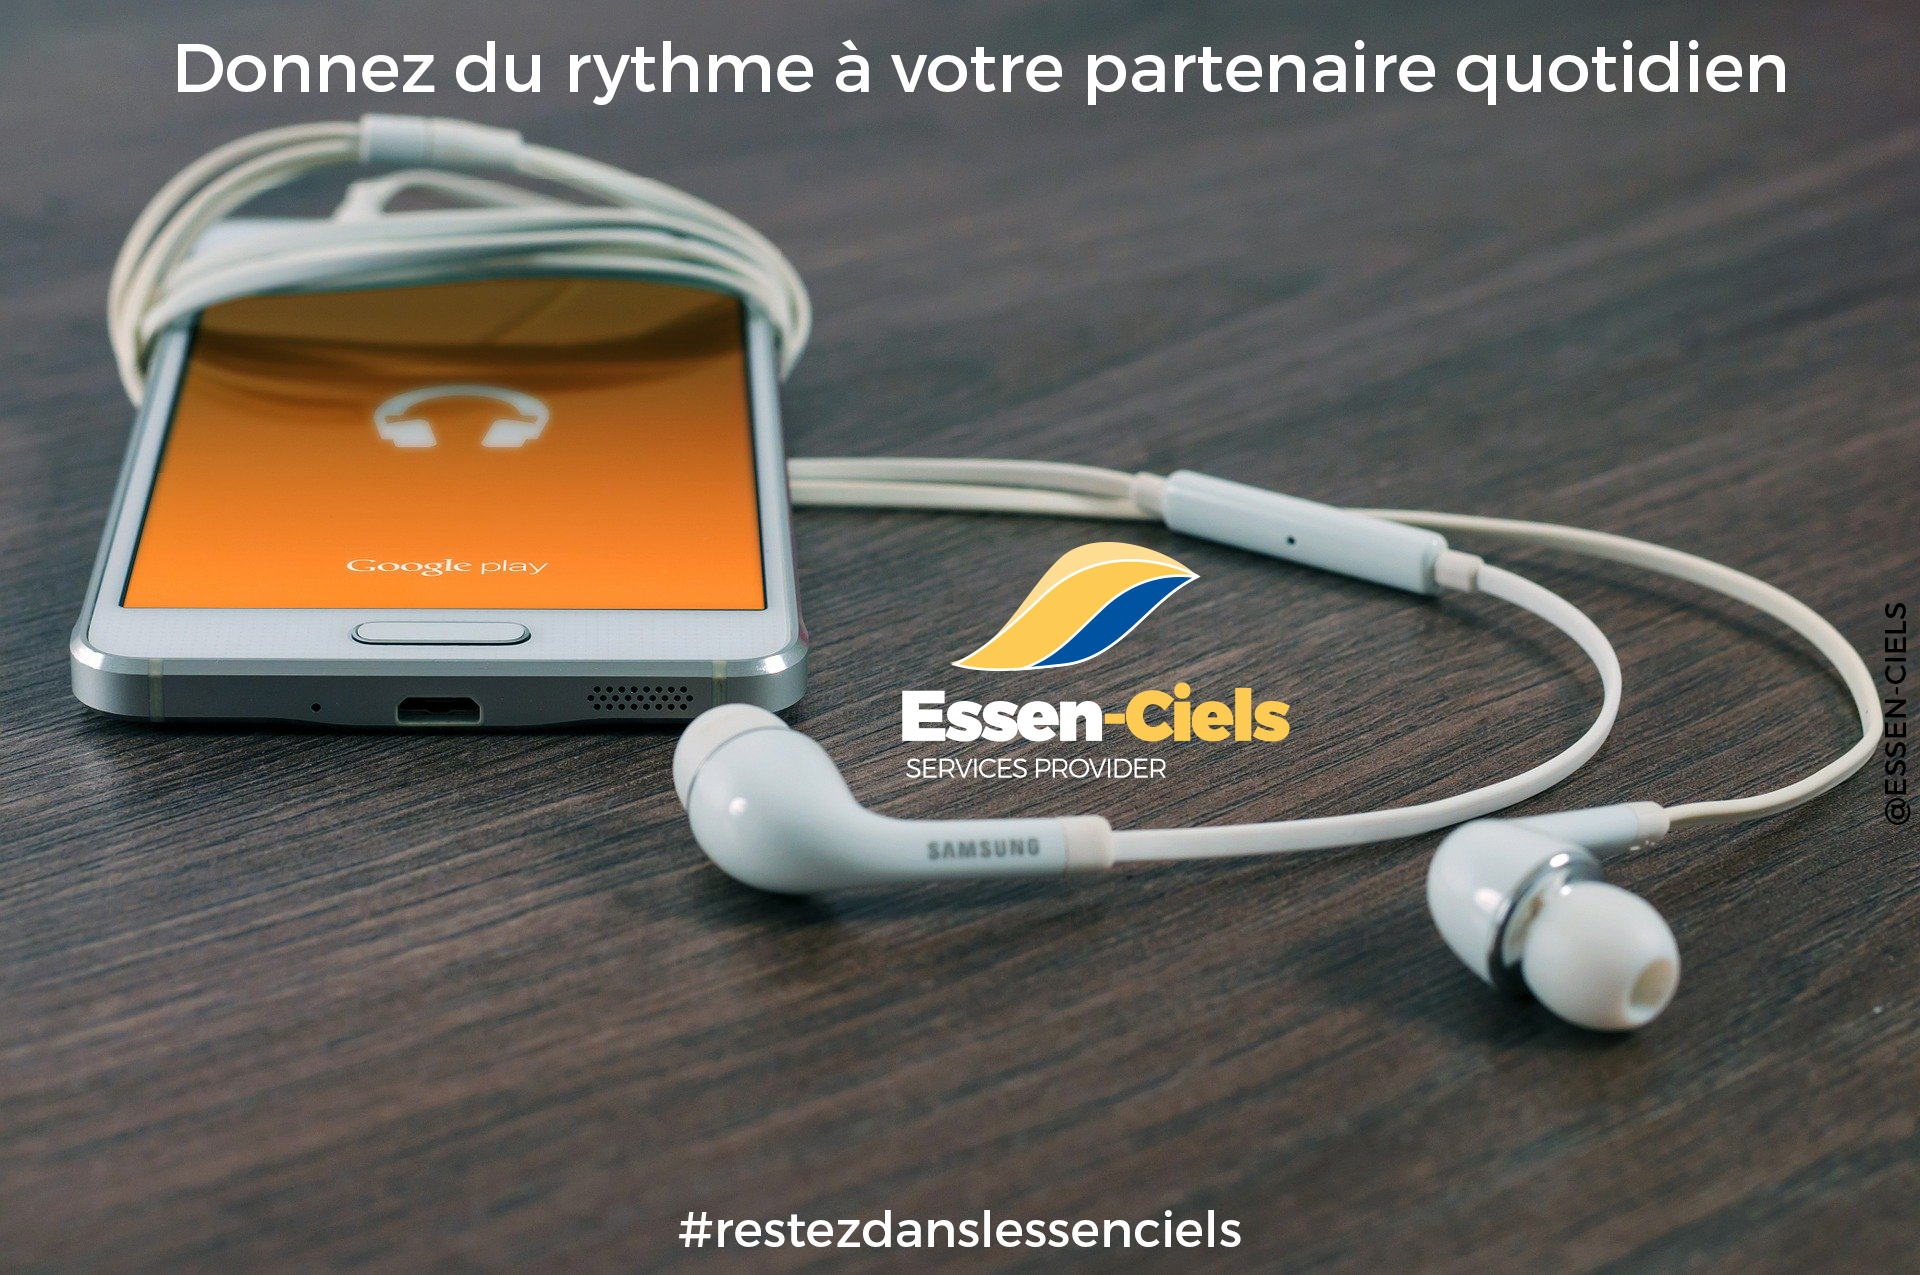 Donnez du rythme à votre partenaire quotidien
Google play
Essen-Ciels
SERVICES PROVIDER
SAMSUNG
@ESSEN-CIELS
#restezdanslessenciels